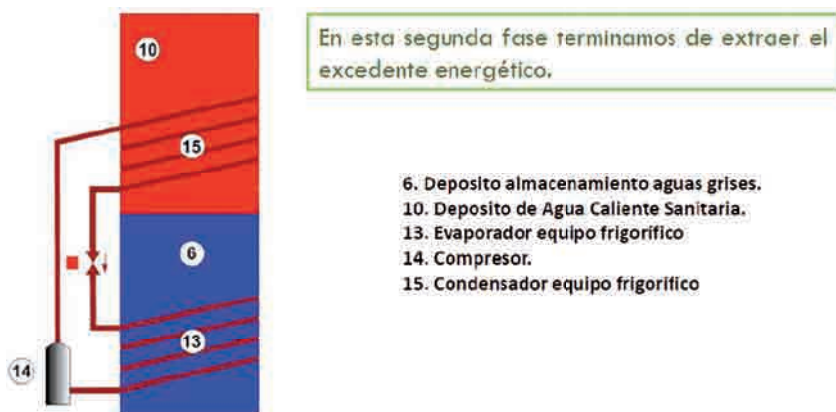 En esta segunda fase terminamos de extraer el
excedente energético.
10
15
6
13
14
6. Deposito almacenamiento aguas grises.
10. Deposito de Agua Caliente Sanitaria.
13. Evaporador equipo frigorífico
14. Compresor.
15. Condensador equipo frigorifico